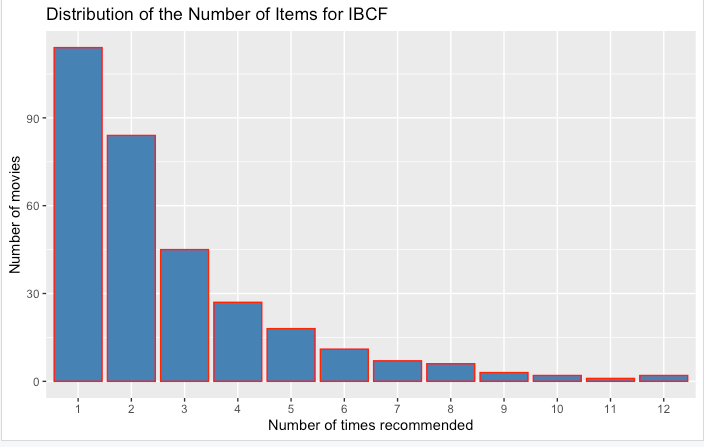 Distribution of the Number of Items for IBCF
Number of movies
90
60
30
0
1 2 3 4 5 6 7 8 9 10 11 12
Number of times recommended